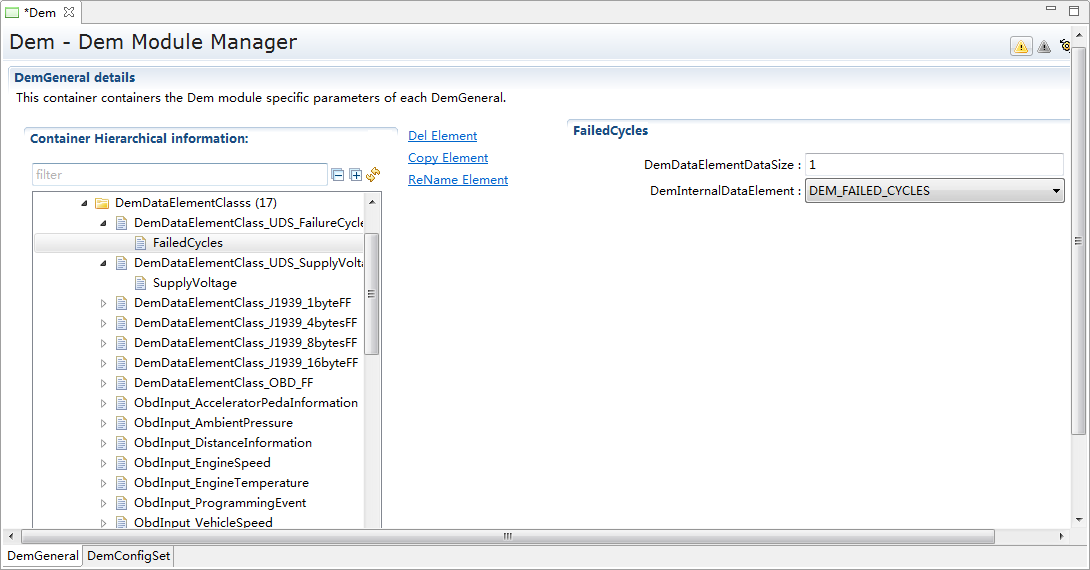 *Dem
Dem - Dem Module Manager
DemGeneral details
This container containers the Dem module specific parameters of each DemGeneral.
Container Hierarchical information:
filter
DemDataElementClasss (17)
DemDataElementClass_UDS_FailureCycle
FailedCycles
DemDataElementClass_UDS_SupplyVolta
SupplyVoltage
DemDataElementClass_J1939_1byteFF
DemDataElementClass_J1939_4bytesFF
DemDataElementClass_J1939_8bytesFF
DemDataElementClass_J1939_16byteFF
DemDataElementClass_OBD_FF
ObdInput_AcceleratorPedaInformation
ObdInput_AmbientPressure
ObdInput_DistanceInformation
ObdInput_EngineSpeed
ObdInput_EngineTemperature
ObdInput_ProgrammingEvent
ObdInput_VehicleSpeed
Del Element
Copy Element
ReName Element
FailedCycles
DemDataElementDataSize : 1
DemInternalDataElement : DEM_FAILED_CYCLES
DemGeneral DemConfigSet